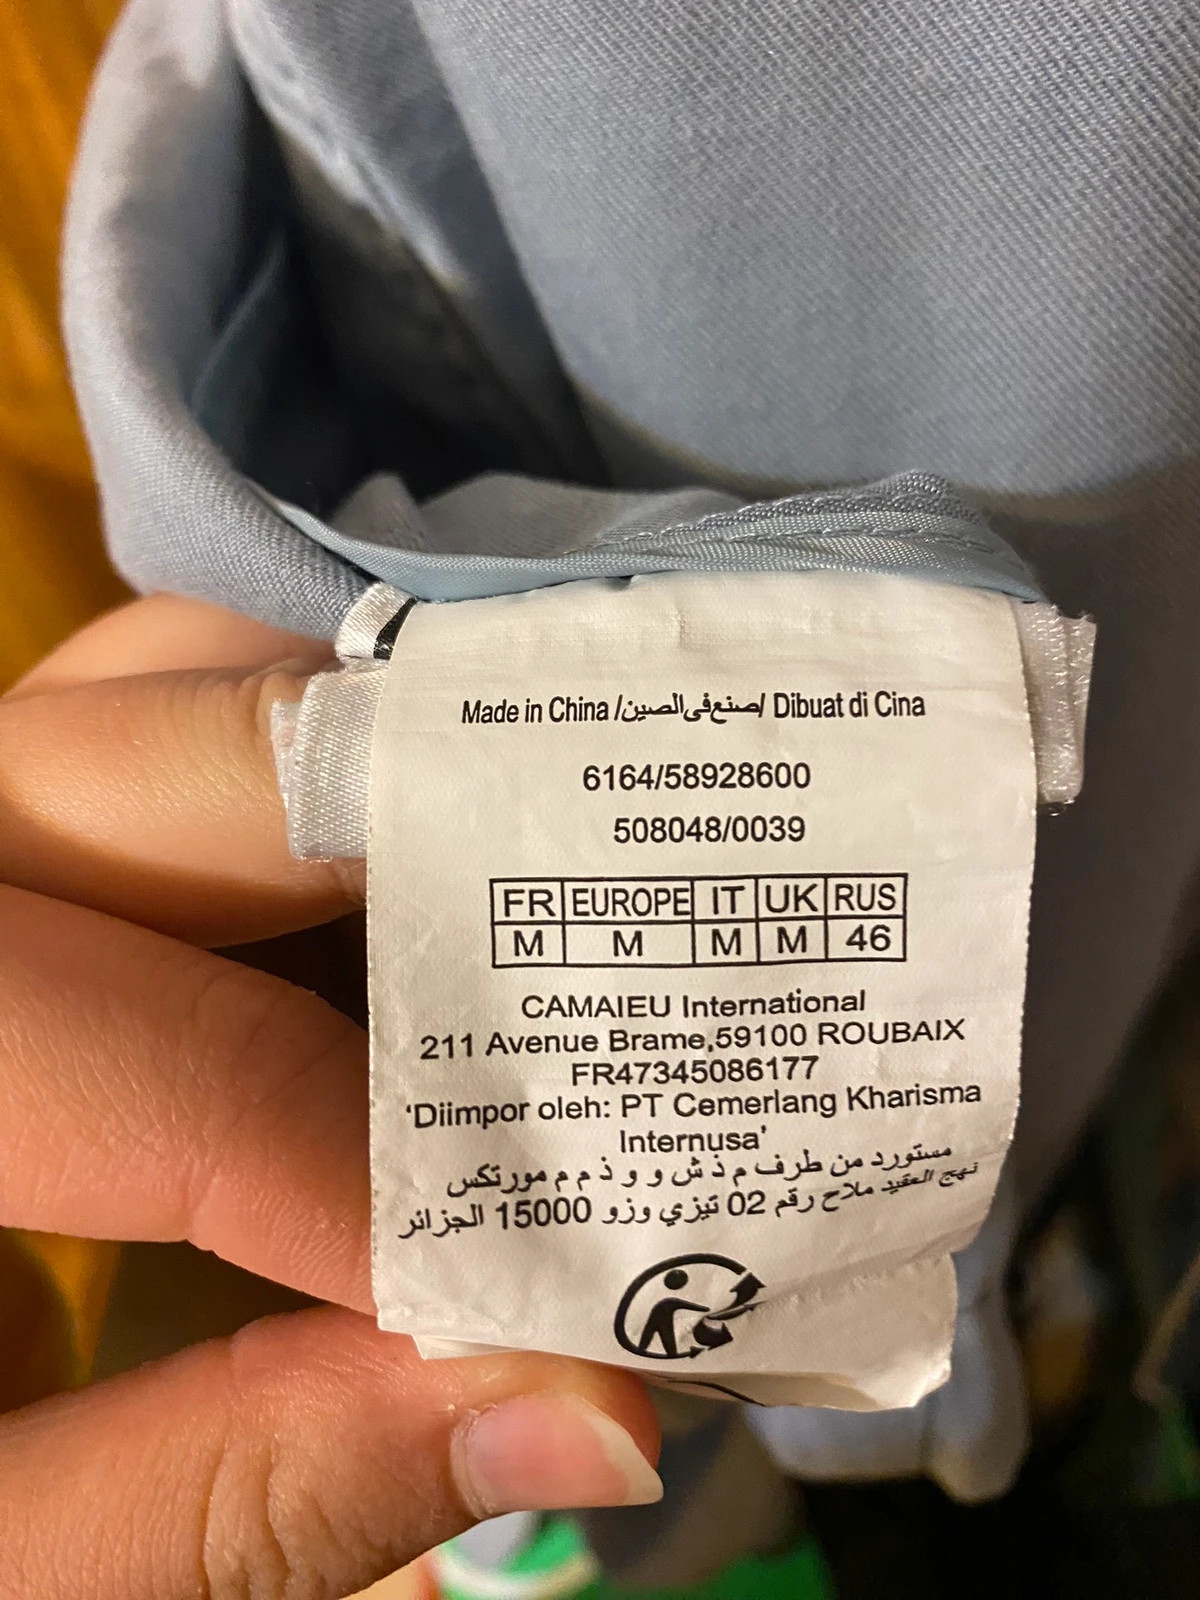 Made in China /صنع في الصين/ Dibuat di Cina
6164/58928600
508048/0039
FR EUROPE IT UK RUS
M M M M 46
CAMAIEU International
211 Avenue Brame,59100 ROUBAIX
FR47345086177
'Diimpor oleh: PT Cemerlang Kharisma
Internusa'
مستورد من طرف م ذ ش و و ذ م م مورتكس
نهج العقيد ملاح رقم 02 تيزي وزو 15000 الجزائر